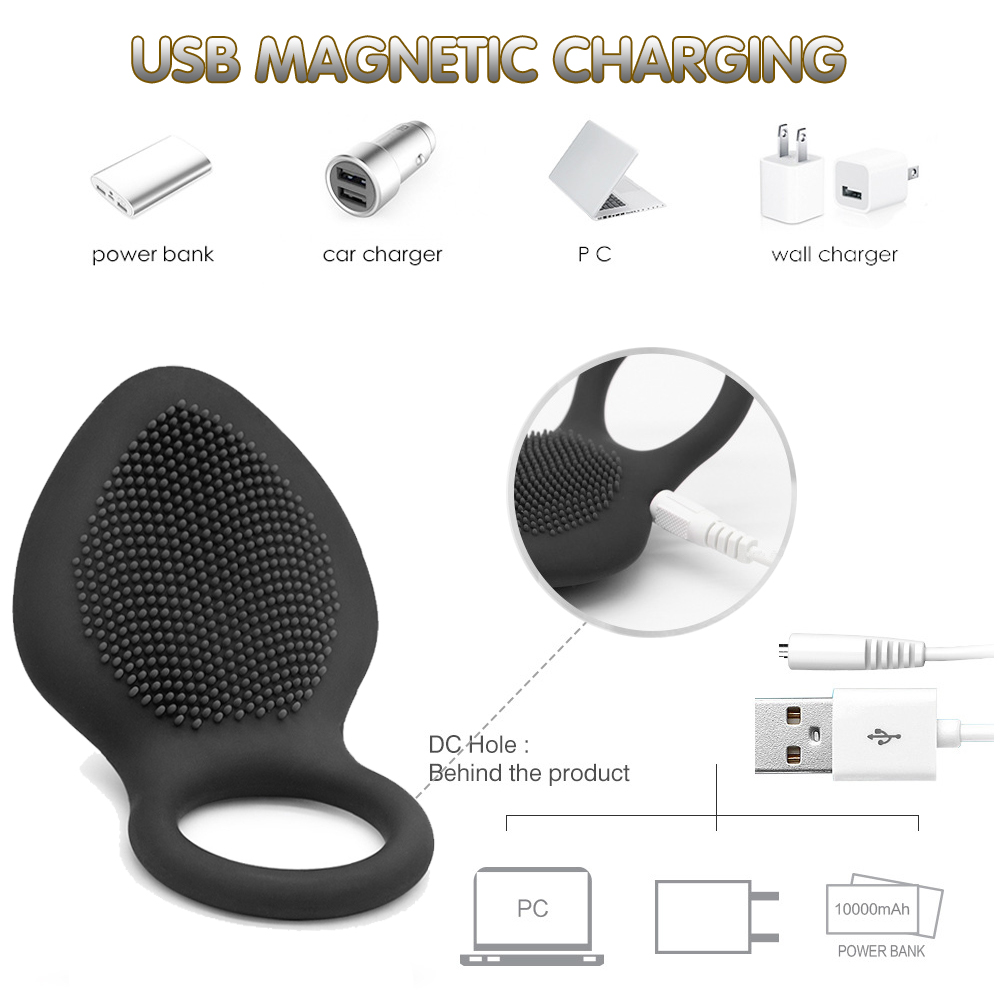 USB MAGNETIC CHARGING
power bank
car charger
P C
wall charger
DC Hole :
Behind the product
PC
10000mAh
POWER BANK